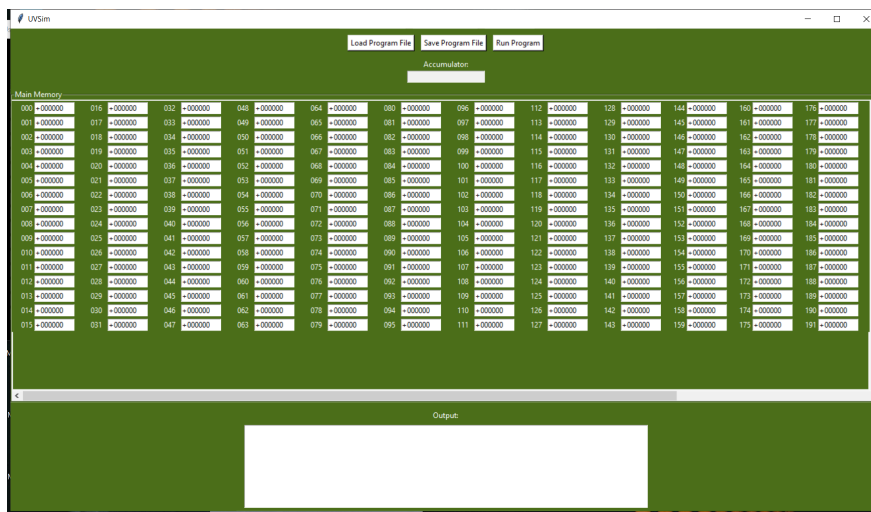 UVSim
Load Program File Save Program File Run Program
Accumulator:
Main Memory
000 +000000 016 +000000 032 +000000 048 +000000 064 +000000 080 +000000 096 +000000 112 +000000 128 +000000 144 +000000 160 +000000 176 +000000
001 +000000 017 +000000 033 +000000 049 +000000 065 +000000 081 +000000 097 +000000 113 +000000 129 +000000 145 +000000 161 +000000 177 +000000
002 +000000 018 +000000 034 +000000 050 +000000 066 +000000 082 +000000 098 +000000 114 +000000 130 +000000 146 +000000 162 +000000 178 +000000
003 +000000 019 +000000 035 +000000 051 +000000 067 +000000 083 +000000 099 +000000 115 +000000 131 +000000 147 +000000 163 +000000 179 +000000
004 +000000 020 +000000 036 +000000 052 +000000 068 +000000 084 +000000 100 +000000 116 +000000 132 +000000 148 +000000 164 +000000 180 +000000
005 +000000 021 +000000 037 +000000 053 +000000 069 +000000 085 +000000 101 +000000 117 +000000 133 +000000 149 +000000 165 +000000 181 +000000
006 +000000 022 +000000 038 +000000 054 +000000 070 +000000 086 +000000 102 +000000 118 +000000 134 +000000 150 +000000 166 +000000 182 +000000
007 +000000 023 +000000 039 +000000 055 +000000 071 +000000 087 +000000 103 +000000 119 +000000 135 +000000 151 +000000 167 +000000 183 +000000
008 +000000 024 +000000 040 +000000 056 +000000 072 +000000 088 +000000 104 +000000 120 +000000 136 +000000 152 +000000 168 +000000 184 +000000
009 +000000 025 +000000 041 +000000 057 +000000 073 +000000 089 +000000 105 +000000 121 +000000 137 +000000 153 +000000 169 +000000 185 +000000
010 +000000 026 +000000 042 +000000 058 +000000 074 +000000 090 +000000 106 +000000 122 +000000 138 +000000 154 +000000 170 +000000 186 +000000
011 +000000 027 +000000 043 +000000 059 +000000 075 +000000 091 +000000 107 +000000 123 +000000 139 +000000 155 +000000 171 +000000 187 +000000
012 +000000 028 +000000 044 +000000 060 +000000 076 +000000 092 +000000 108 +000000 124 +000000 140 +000000 156 +000000 172 +000000 188 +000000
013 +000000 029 +000000 045 +000000 061 +000000 077 +000000 093 +000000 109 +000000 125 +000000 141 +000000 157 +000000 173 +000000 189 +000000
014 +000000 030 +000000 046 +000000 062 +000000 078 +000000 094 +000000 110 +000000 126 +000000 142 +000000 158 +000000 174 +000000 190 +000000
015 +000000 031 +000000 047 +000000 063 +000000 079 +000000 095 +000000 111 +000000 127 +000000 143 +000000 159 +000000 175 +000000 191 +000000
Output: